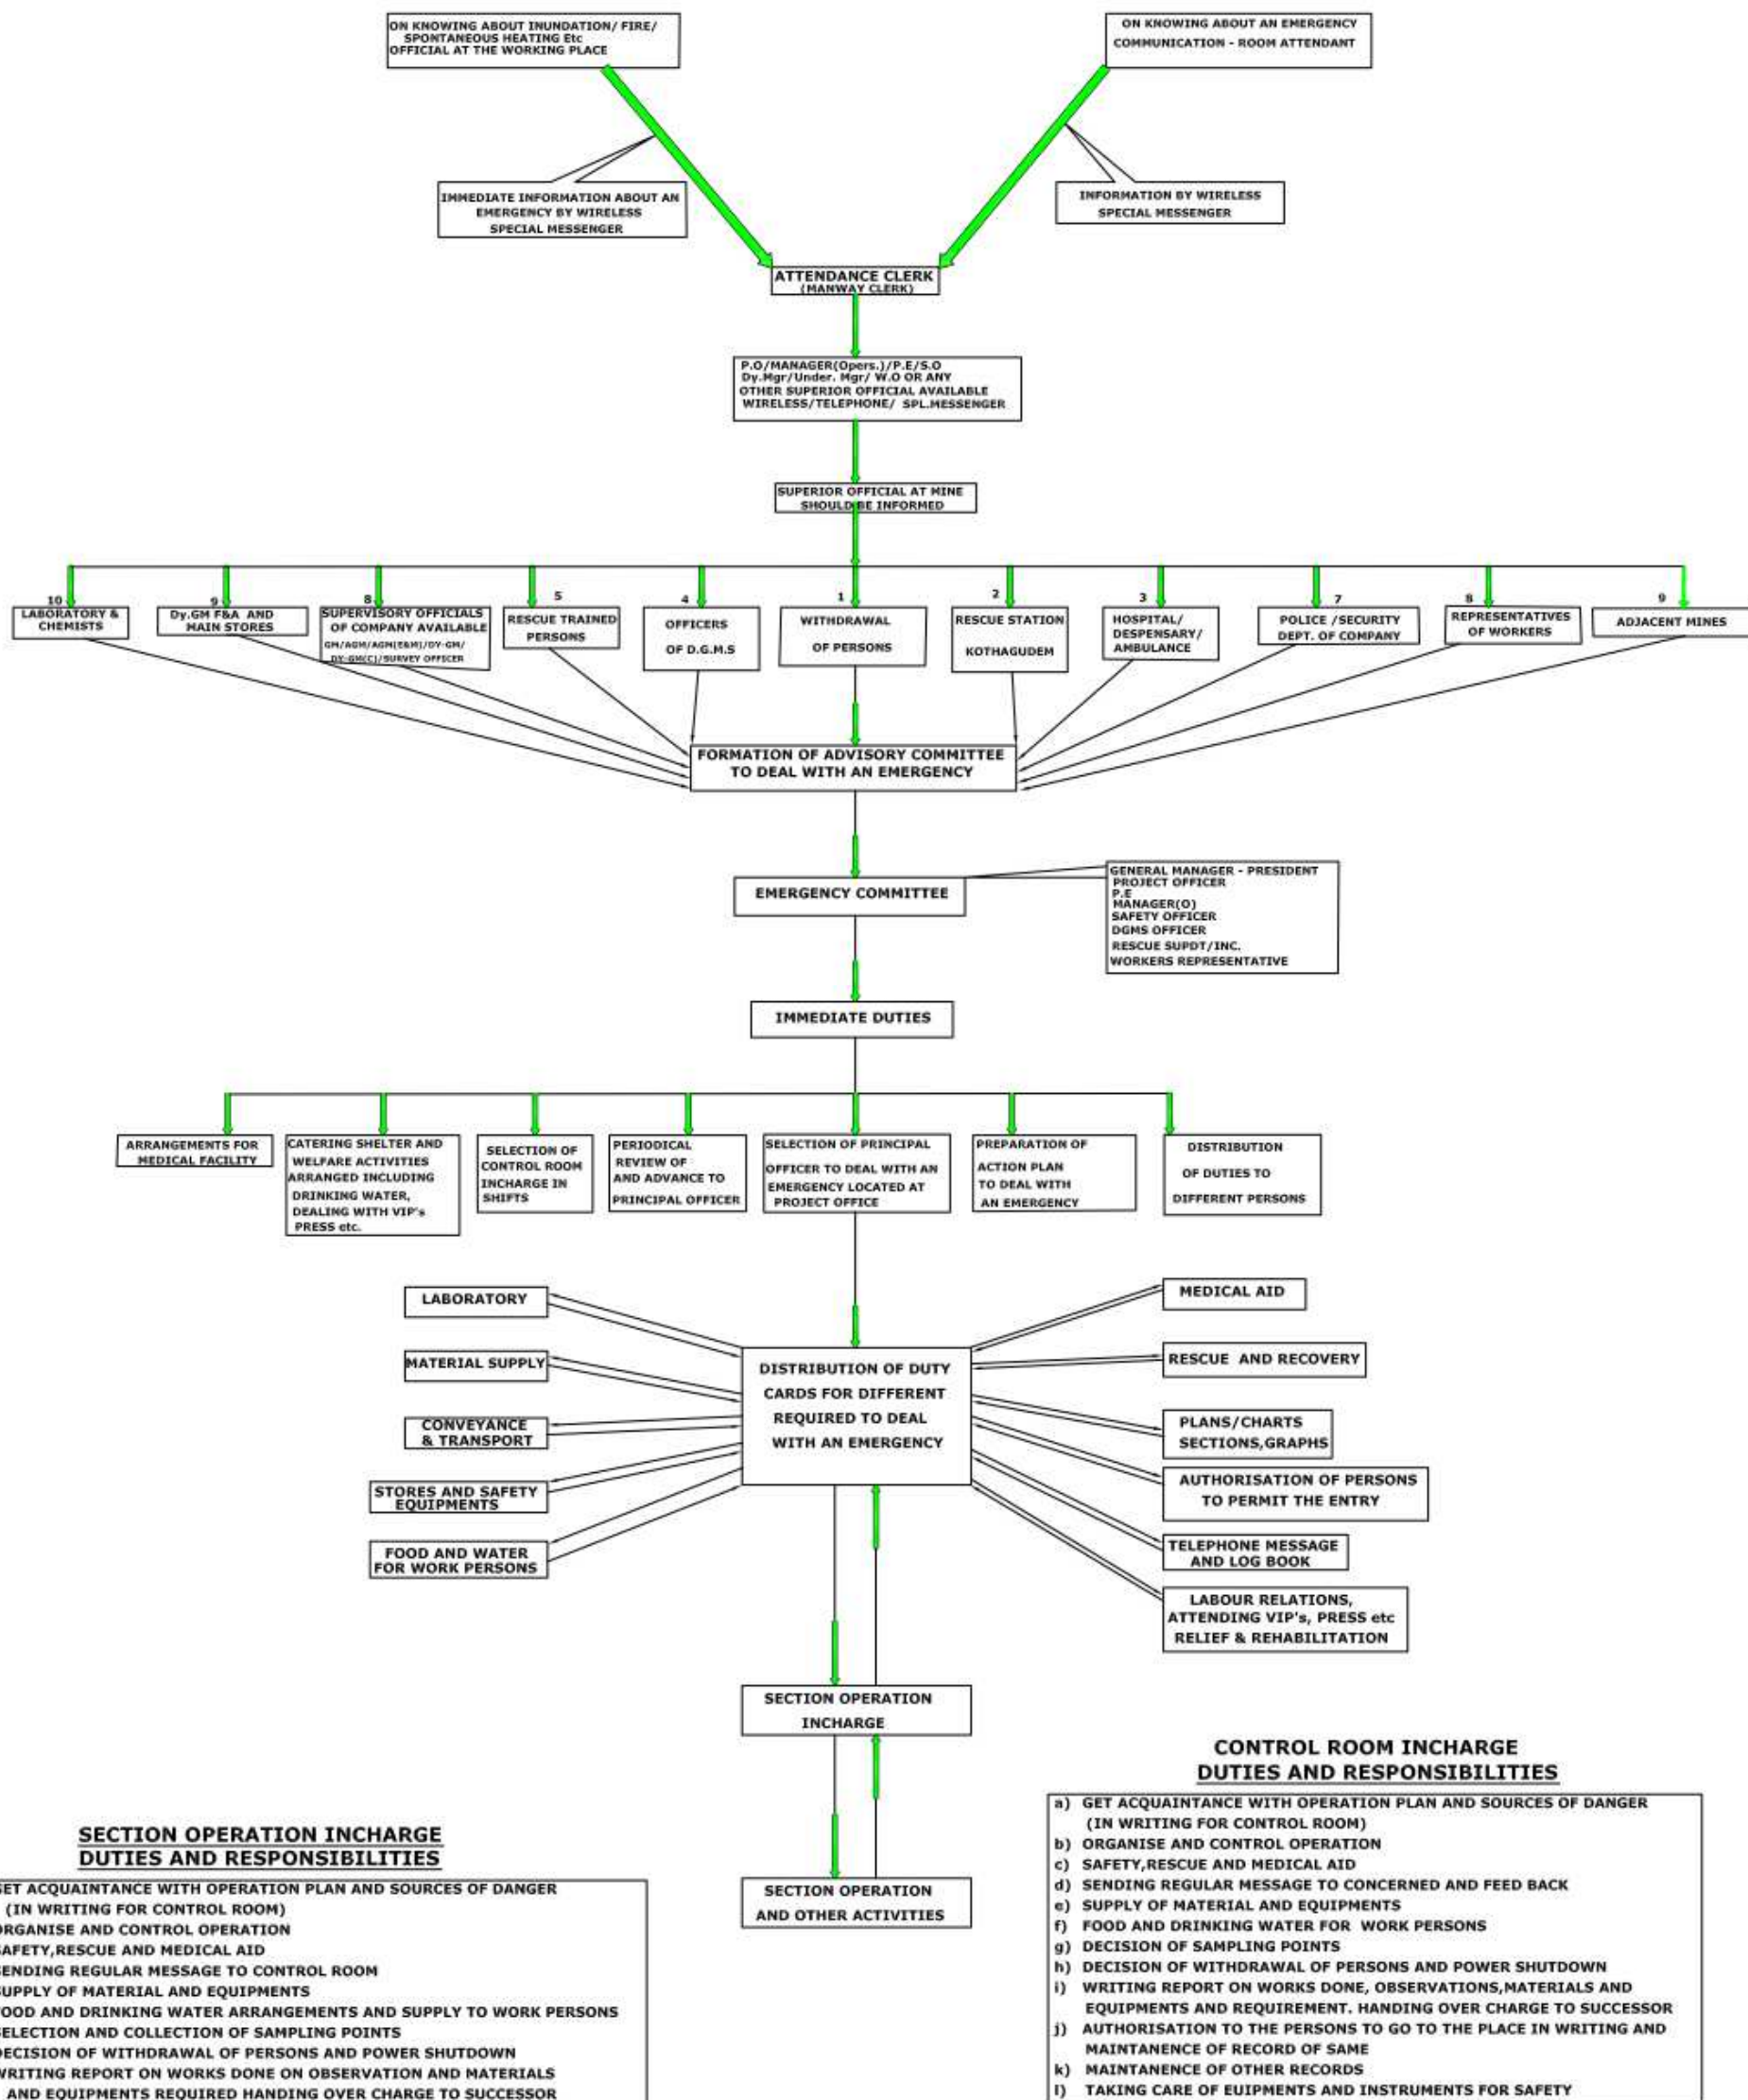 ON KNOWING ABOUT INUNDATION/ FIRE/
SPONTANEOUS HEATING Etc
OFFICIAL AT THE WORKING PLACE
ON KNOWING ABOUT AN EMERGENCY
COMMUNICATION - ROOM ATTENDANT
IMMEDIATE INFORMATION ABOUT AN
EMERGENCY BY WIRELESS
SPECIAL MESSENGER
INFORMATION BY WIRELESS
SPECIAL MESSENGER
ATTENDANCE CLERK
(MANWAY CLERK)
P.O/MANAGER(Opers.)/P.E/S.O
Dy.Mgr/Under. Mgr/ W.O OR ANY
OTHER SUPERIOR OFFICIAL AVAILABLE
WIRELESS/TELEPHONE/ SPL.MESSENGER
SUPERIOR OFFICIAL AT MINE
SHOULD BE INFORMED
10
LABORATORY &
CHEMISTS
9
Dy.GM F&A AND
MAIN STORES
8
SUPERVISORY OFFICIALS
OF COMPANY AVAILABLE
GM/AGM/AGM(E&M)/DY-GM/
DY-GM(C)/SURVEY OFFICER
5
RESCUE TRAINED
PERSONS
4
OFFICERS
OF D.G.M.S
1
WITHDRAWAL
OF PERSONS
2
RESCUE STATION
KOTHAGUDEM
3
HOSPITAL/
DESPENSARY/
AMBULANCE
7
POLICE /SECURITY
DEPT. OF COMPANY
8
REPRESENTATIVES
OF WORKERS
9
ADJACENT MINES
FORMATION OF ADVISORY COMMITTEE
TO DEAL WITH AN EMERGENCY
EMERGENCY COMMITTEE
GENERAL MANAGER - PRESIDENT
PROJECT OFFICER
P.E
MANAGER(O)
SAFETY OFFICER
DGMS OFFICER
RESCUE SUPDT/INC.
WORKERS REPRESENTATIVE
IMMEDIATE DUTIES
ARRANGEMENTS FOR
MEDICAL FACILITY
CATERING SHELTER AND
WELFARE ACTIVITIES
ARRANGED INCLUDING
DRINKING WATER,
DEALING WITH VIP's
PRESS etc.
SELECTION OF
CONTROL ROOM
INCHARGE IN
SHIFTS
PERIODICAL
REVIEW OF
AND ADVANCE TO
PRINCIPAL OFFICER
SELECTION OF PRINCIPAL
OFFICER TO DEAL WITH AN
EMERGENCY LOCATED AT
PROJECT OFFICE
PREPARATION OF
ACTION PLAN
TO DEAL WITH
AN EMERGENCY
DISTRIBUTION
OF DUTIES TO
DIFFERENT PERSONS
LABORATORY
MATERIAL SUPPLY
CONVEYANCE
& TRANSPORT
STORES AND SAFETY
EQUIPMENTS
FOOD AND WATER
FOR WORK PERSONS
DISTRIBUTION OF DUTY
CARDS FOR DIFFERENT
REQUIRED TO DEAL
WITH AN EMERGENCY
MEDICAL AID
RESCUE AND RECOVERY
PLANS/CHARTS
SECTIONS,GRAPHS
AUTHORISATION OF PERSONS
TO PERMIT THE ENTRY
TELEPHONE MESSAGE
AND LOG BOOK
LABOUR RELATIONS,
ATTENDING VIP's, PRESS etc
RELIEF & REHABILITATION
SECTION OPERATION
INCHARGE
SECTION OPERATION
AND OTHER ACTIVITIES
SECTION OPERATION INCHARGE
DUTIES AND RESPONSIBILITIES
GET ACQUAINTANCE WITH OPERATION PLAN AND SOURCES OF DANGER
(IN WRITING FOR CONTROL ROOM)
ORGANISE AND CONTROL OPERATION
SAFETY,RESCUE AND MEDICAL AID
SENDING REGULAR MESSAGE TO CONTROL ROOM
SUPPLY OF MATERIAL AND EQUIPMENTS
FOOD AND DRINKING WATER ARRANGEMENTS AND SUPPLY TO WORK PERSONS
SELECTION AND COLLECTION OF SAMPLING POINTS
DECISION OF WITHDRAWAL OF PERSONS AND POWER SHUTDOWN
WRITING REPORT ON WORKS DONE ON OBSERVATION AND MATERIALS
AND EQUIPMENTS REQUIRED HANDING OVER CHARGE TO SUCCESSOR
CONTROL ROOM INCHARGE
DUTIES AND RESPONSIBILITIES
a) GET ACQUAINTANCE WITH OPERATION PLAN AND SOURCES OF DANGER
(IN WRITING FOR CONTROL ROOM)
b) ORGANISE AND CONTROL OPERATION
c) SAFETY,RESCUE AND MEDICAL AID
d) SENDING REGULAR MESSAGE TO CONCERNED AND FEED BACK
e) SUPPLY OF MATERIAL AND EQUIPMENTS
f) FOOD AND DRINKING WATER FOR WORK PERSONS
g) DECISION OF SAMPLING POINTS
h) DECISION OF WITHDRAWAL OF PERSONS AND POWER SHUTDOWN
i) WRITING REPORT ON WORKS DONE, OBSERVATIONS,MATERIALS AND
EQUIPMENTS AND REQUIREMENT. HANDING OVER CHARGE TO SUCCESSOR
j) AUTHORISATION TO THE PERSONS TO GO TO THE PLACE IN WRITING AND
MAINTANENCE OF RECORD OF SAME
k) MAINTANENCE OF OTHER RECORDS
l) TAKING CARE OF EUIPMENTS AND INSTRUMENTS FOR SAFETY